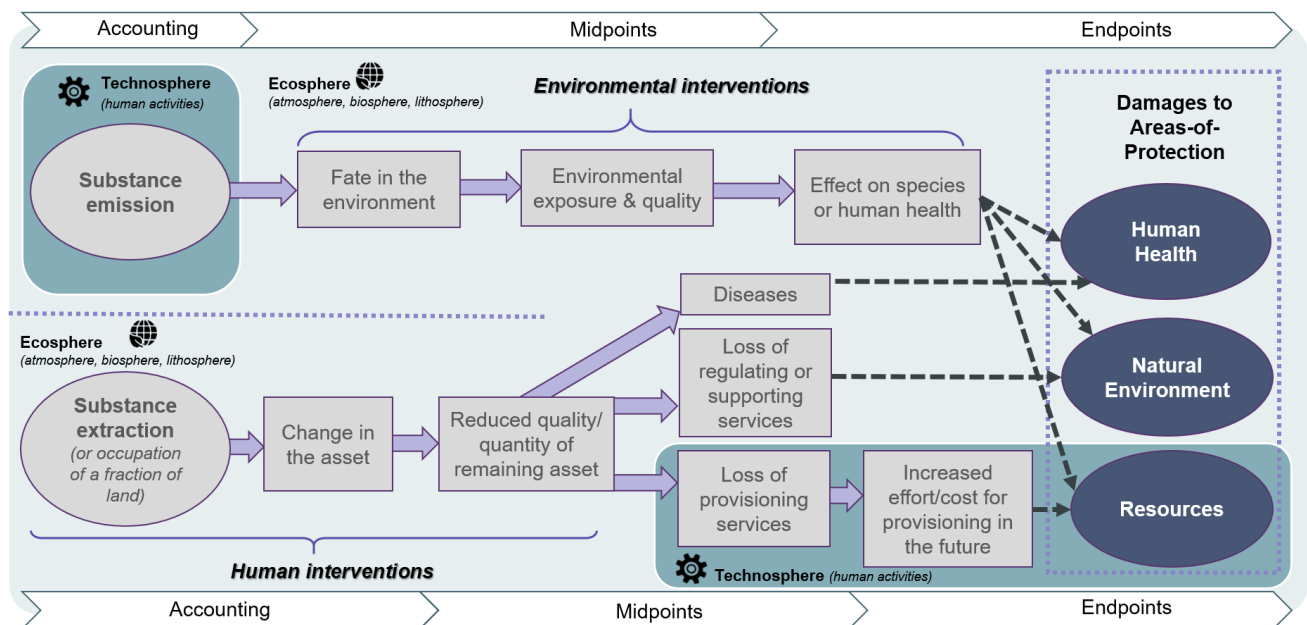 Accounting
Midpoints
Endpoints
Technosphere
(human activities)
Ecosphere
(atmosphere, biosphere, lithosphere)
Environmental interventions
Damages to
Areas-of-
Protection
Substance
emission
Fate in the
environment
Environmental
exposure & quality
Effect on species
or human health
Human
Health
Diseases
Ecosphere
(atmosphere, biosphere, lithosphere)
Loss of
regulating or
supporting
services
Natural
Environment
Substance
extraction
(or occupation
of a fraction of
land)
Change in
the asset
Reduced quality/
quantity of
remaining asset
Loss of
provisioning
services
Increased
effort/cost for
provisioning in
the future
Resources
Human interventions
Technosphere (human activities)
Accounting
Midpoints
Endpoints